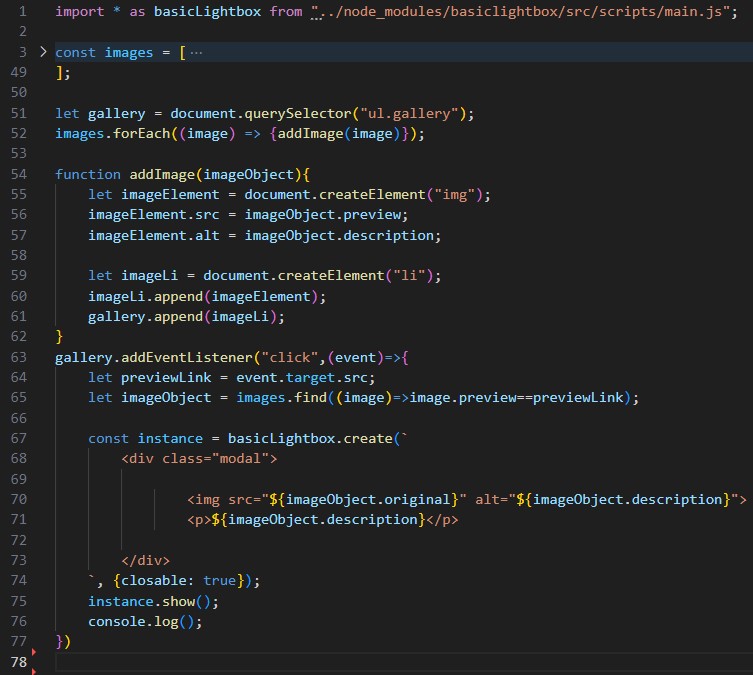 1 import * as basicLightbox from "../node_modules/basiclightbox/src/scripts/main.js";
2
3 const images = [ ···
49 ];
50
51 let gallery = document.querySelector("ul.gallery");
52 images.forEach((image) => {addImage(image)});
53
54 function addImage(imageObject){
55     let imageElement = document.createElement("img");
56     imageElement.src = imageObject.preview;
57     imageElement.alt = imageObject.description;
58
59     let imageLi = document.createElement("li");
60     imageLi.append(imageElement);
61     gallery.append(imageLi);
62 }
63 gallery.addEventListener("click",(event)=>{
64     let previewLink = event.target.src;
65     let imageObject = images.find((image)=>image.preview==previewLink);
66
67     const instance = basicLightbox.create(`
68         <div class="modal">
69
70                 <img src="${imageObject.original}" alt="${imageObject.description}">
71                 <p>${imageObject.description}</p>
72
73         </div>
74     `, {closable: true});
75     instance.show();
76     console.log();
77 })
78